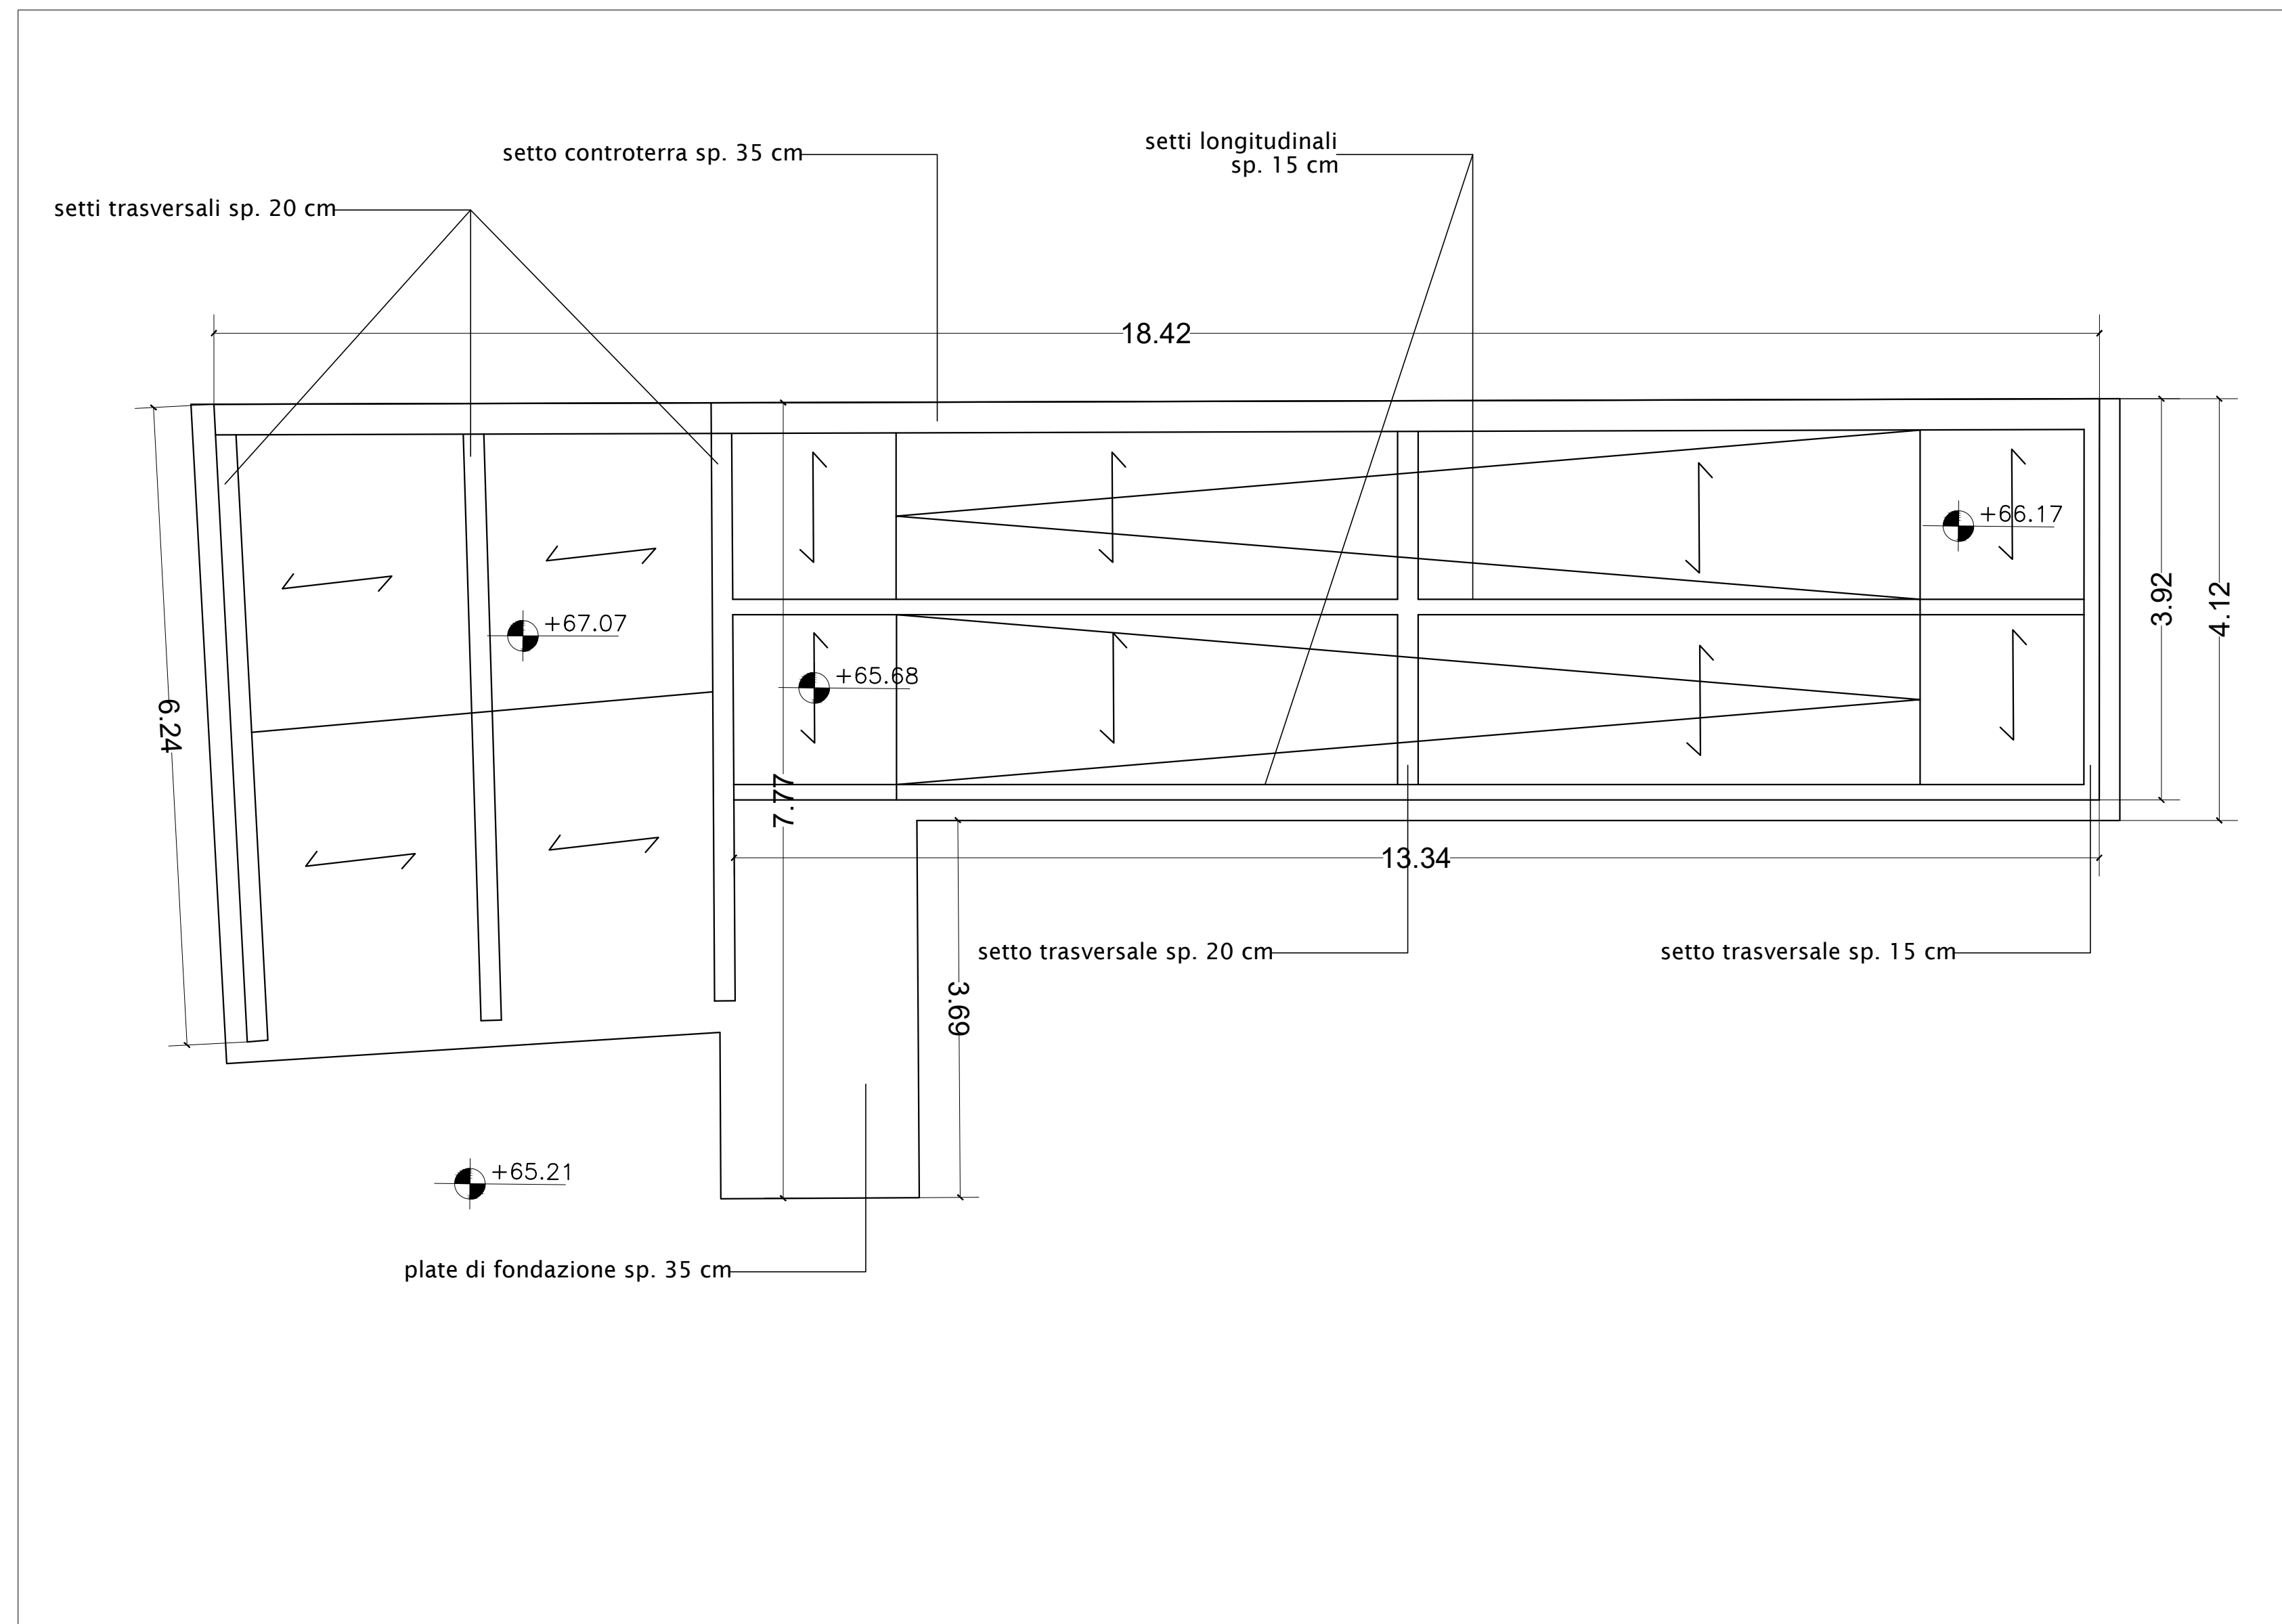 setti longitudinali
sp. 15 cm
setto controterra sp. 35 cm
setti trasversali sp. 20 cm
18.42
+66.17
3.92
4.12
+67.07
+65.68
6.24
7.77
13.34
setto trasversale sp. 20 cm
setto trasversale sp. 15 cm
3.69
+65.21
plate di fondazione sp. 35 cm